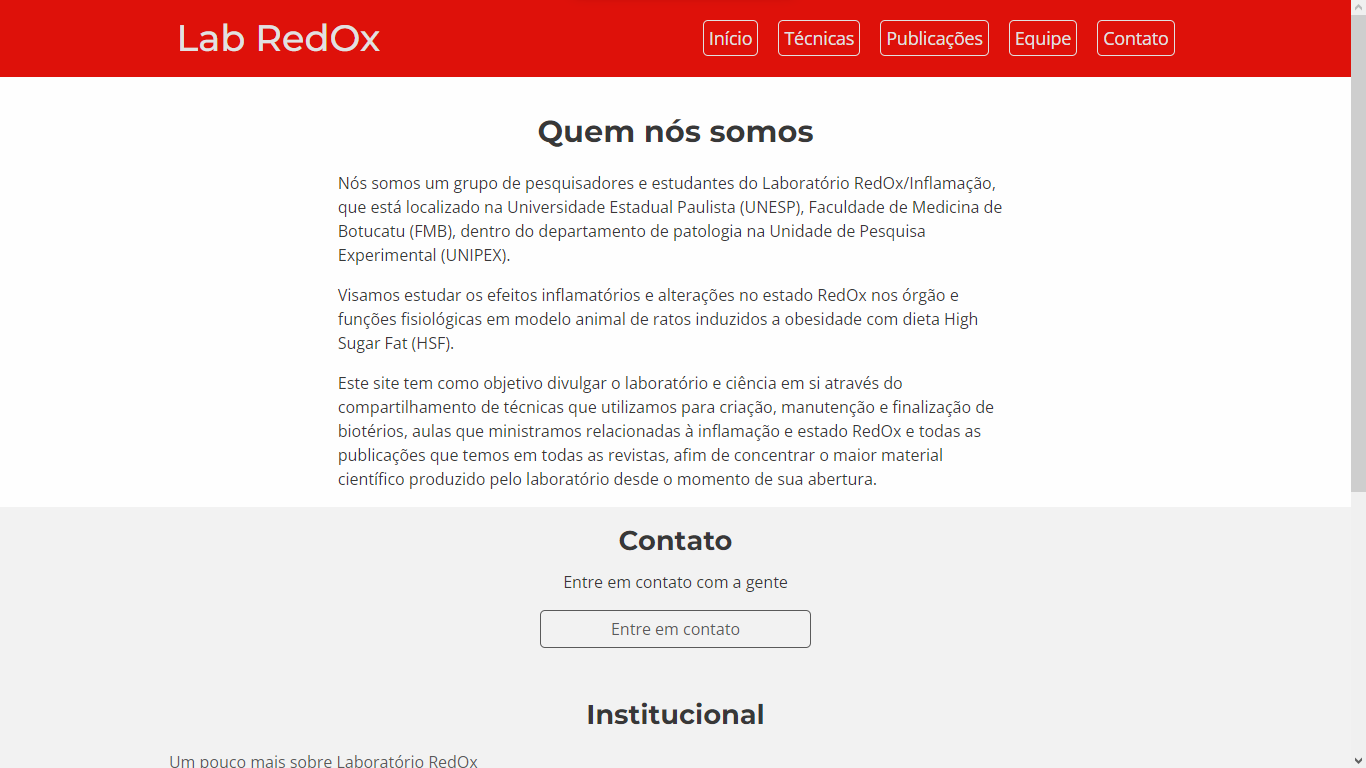 Lab RedOx
Início
Técnicas
Publicações
Equipe
Contato
Quem nós somos
Nós somos um grupo de pesquisadores e estudantes do Laboratório RedOx/Inflamação,
que está localizado na Universidade Estadual Paulista (UNESP), Faculdade de Medicina de
Botucatu (FMB), dentro do departamento de patologia na Unidade de Pesquisa
Experimental (UNIPEX).
Visamos estudar os efeitos inflamatórios e alterações no estado RedOx nos órgão e
funções fisiológicas em modelo animal de ratos induzidos a obesidade com dieta High
Sugar Fat (HSF).
Este site tem como objetivo divulgar o laboratório e ciência em si através do
compartilhamento de técnicas que utilizamos para criação, manutenção e finalização de
biotérios, aulas que ministramos relacionadas à inflamação e estado RedOx e todas as
publicações que temos em todas as revistas, afim de concentrar o maior material
científico produzido pelo laboratório desde o momento de sua abertura.
Contato
Entre em contato com a gente
Entre em contato
Institucional
Um pouco mais sobre Laboratório RedOx